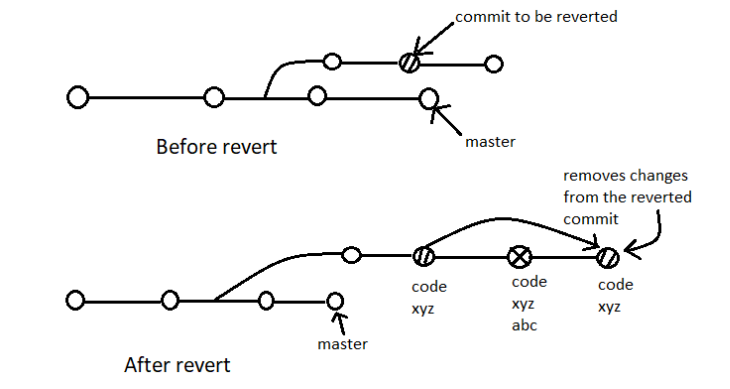 commit to be reverted
master
Before revert
removes changes
from the reverted
commit
code
xyz
code
xyz
abc
code
xyz
master
After revert